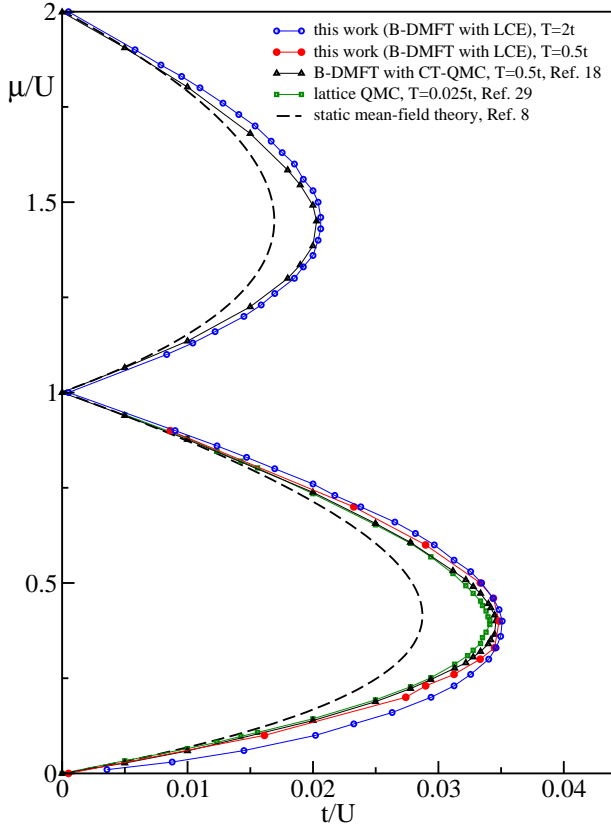 2
this work (B-DMFT with LCE), T=2t
this work (B-DMFT with LCE), T=0.5t
B-DMFT with CT-QMC, T=0.5t, Ref. 18
lattice QMC, T=0.025t, Ref. 29
static mean-field theory, Ref. 8
μ/U
1.5
1
0.5
0
0 0.01 0.02 0.03 0.04
t/U